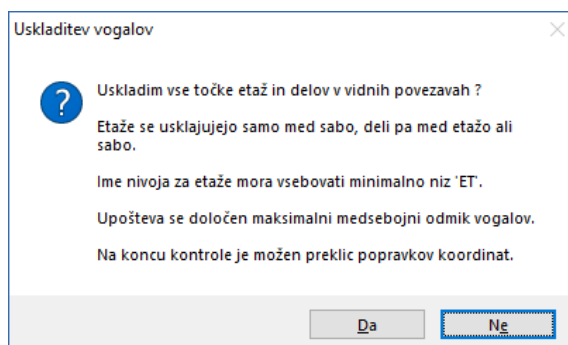 Uskladitev vogalov
Uskladim vse točke etaž in delov v vidnih povezavah ?
Etaže se usklajujejo samo med sabo, deli pa med etažo ali
sabo.
Ime nivoja za etaže mora vsebovati minimalno niz 'ET'.
Upošteva se določen maksimalni medsebojni odmik vogalov.
Na koncu kontrole je možen preklic popravkov koordinat.
Da
Ne